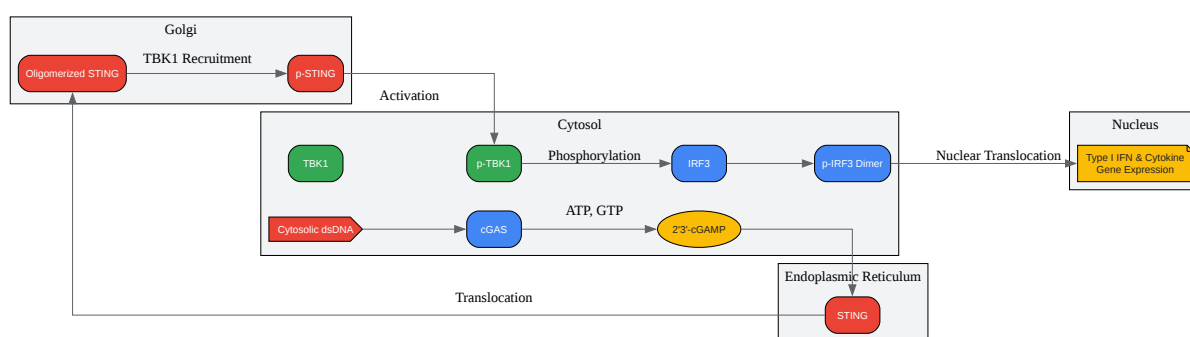 Golgi
TBK1 Recruitment
Oligomerized STING
p-STING
Activation
Cytosol
Nucleus
TBK1
p-TBK1
Phosphorylation
IRF3
p-IRF3 Dimer
Nuclear Translocation
Type I IFN & Cytokine
Gene Expression
Cytosolic dsDNA
cGAS
ATP, GTP
2'3'-cGAMP
Endoplasmic Reticulum
Translocation
STING